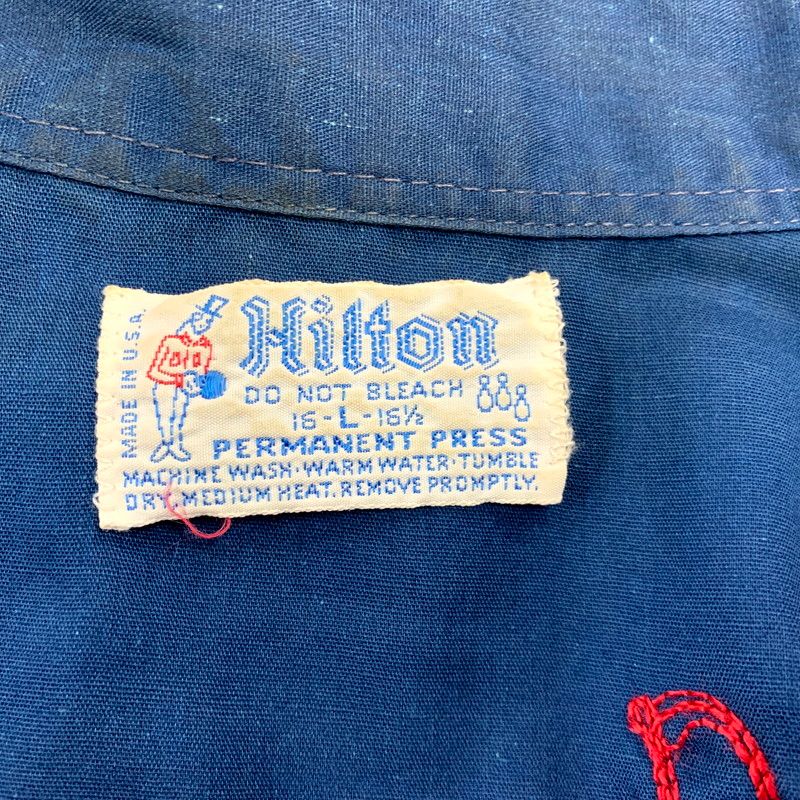 MADE IN U.S.A.
Hilton
DO NOT BLEACH
16-L-16½
PERMANENT PRESS
MACHINE WASH·WARM WATER·TUMBLE
DRY, MEDIUM HEAT. REMOVE PROMPTLY.